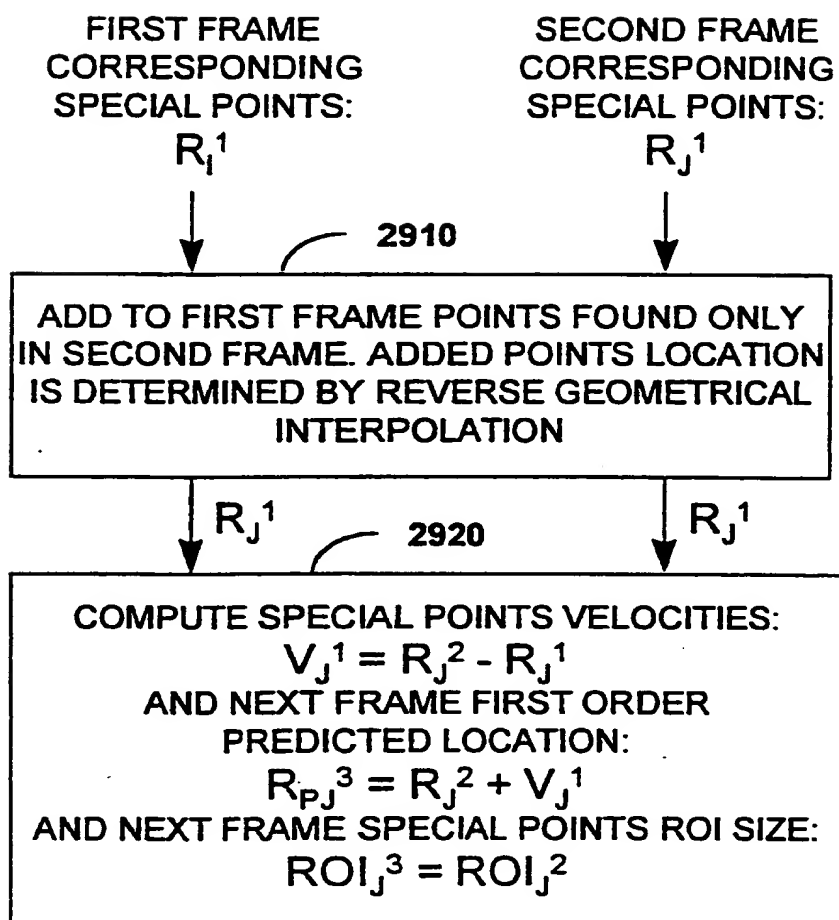 FIRST FRAME
CORRESPONDING
SPECIAL POINTS:
R_I^1
SECOND FRAME
CORRESPONDING
SPECIAL POINTS:
R_J^1
2910
ADD TO FIRST FRAME POINTS FOUND ONLY
IN SECOND FRAME. ADDED POINTS LOCATION
IS DETERMINED BY REVERSE GEOMETRICAL
INTERPOLATION
R_J^1
R_J^1
2920
COMPUTE SPECIAL POINTS VELOCITIES:
V_J^1 = R_J^2 - R_J^1
AND NEXT FRAME FIRST ORDER
PREDICTED LOCATION:
R_PJ^3 = R_J^2 + V_J^1
AND NEXT FRAME SPECIAL POINTS ROI SIZE:
ROI_J^3 = ROI_J^2